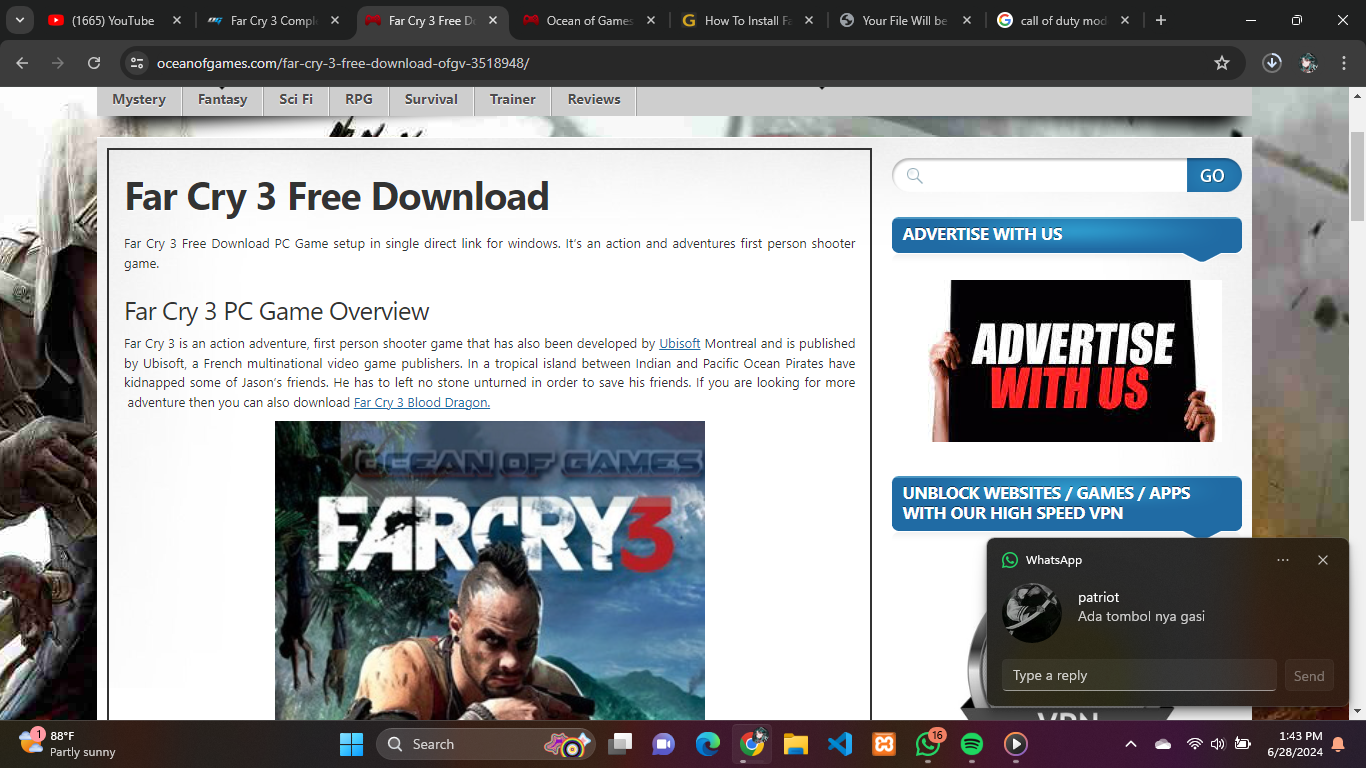 (1665) YouTube
Far Cry 3 Comple
Far Cry 3 Free D
Ocean of Games
How To Install Fa
Your File Will be
call of duty mod
oceanofgames.com/far-cry-3-free-download-ofgv-3518948/
Mystery Fantasy Sci Fi RPG Survival Trainer Reviews
Far Cry 3 Free Download
Far Cry 3 Free Download PC Game setup in single direct link for windows. It's an action and adventures first person shooter
game.
Far Cry 3 PC Game Overview
Far Cry 3 is an action adventure, first person shooter game that has also been developed by Ubisoft Montreal and is published
by Ubisoft, a French multinational video game publishers. In a tropical island between Indian and Pacific Ocean Pirates have
kidnapped some of Jason's friends. He has to left no stone unturned in order to save his friends. If you are looking for more
adventure then you can also download Far Cry 3 Blood Dragon.
OCEAN OF GAMES
FARCRY3
GO
ADVERTISE WITH US
ADVERTISE
WITH US
UNBLOCK WEBSITES / GAMES / APPS
WITH OUR HIGH SPEED VPN
VPN
WhatsApp
patriot
Ada tombol nya gasi
Type a reply
Send
1
88°F
Partly sunny
Search
16
1:43 PM
6/28/2024